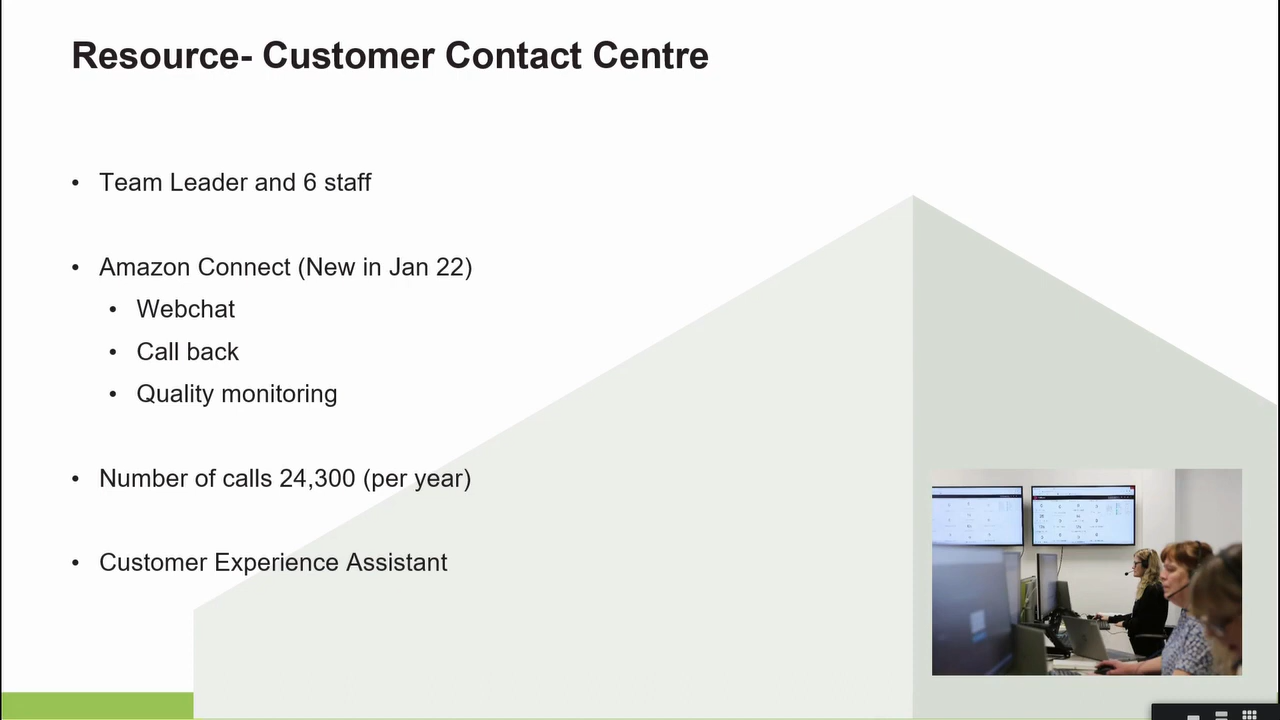 Resource- Customer Contact Centre
• Team Leader and 6 staff
• Amazon Connect (New in Jan 22)
• Webchat
• Call back
• Quality monitoring
• Number of calls 24,300 (per year)
• Customer Experience Assistant